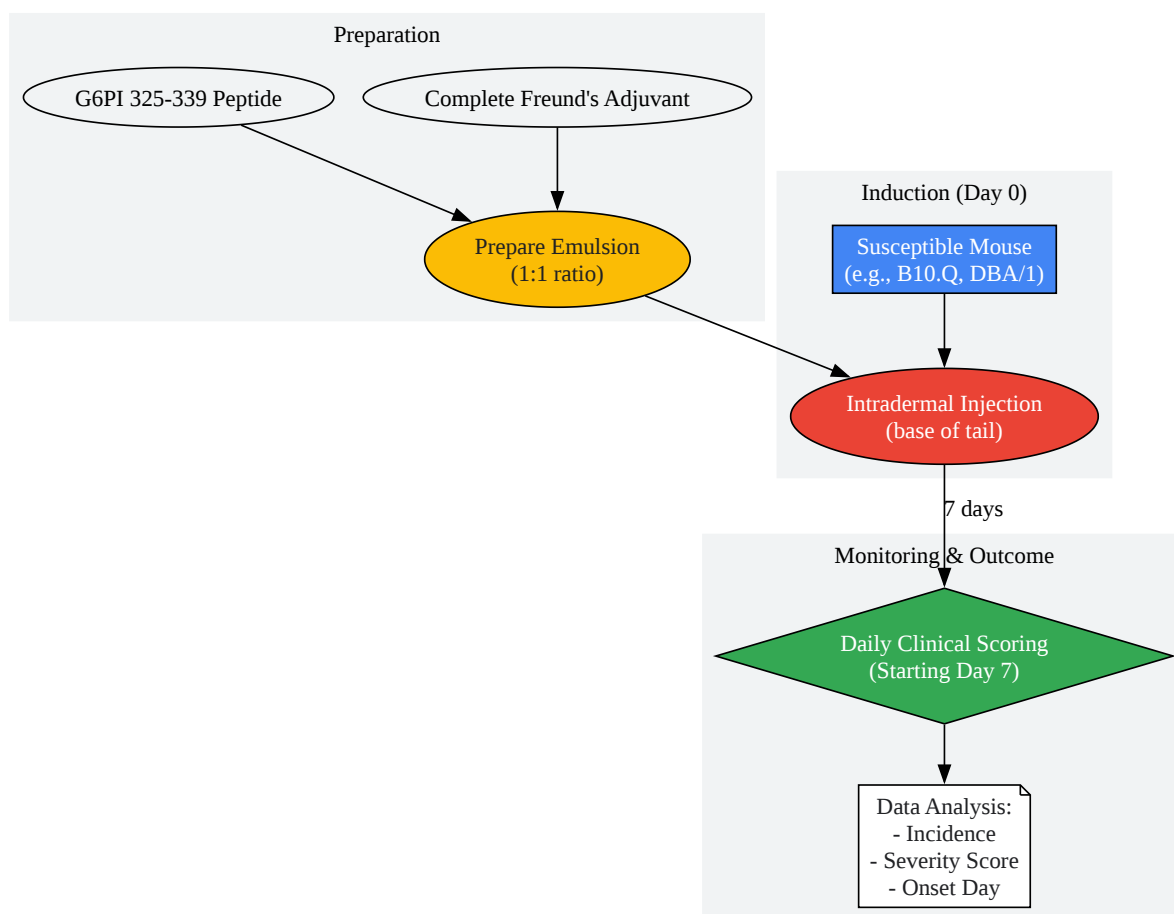 Preparation
G6PI 325-339 Peptide
Complete Freund's Adjuvant
Prepare Emulsion
(1:1 ratio)
Induction (Day 0)
Susceptible Mouse
(e.g., B10.Q, DBA/1)
Intradermal Injection
(base of tail)
7 days
Monitoring & Outcome
Daily Clinical Scoring
(Starting Day 7)
Data Analysis:
- Incidence
- Severity Score
- Onset Day